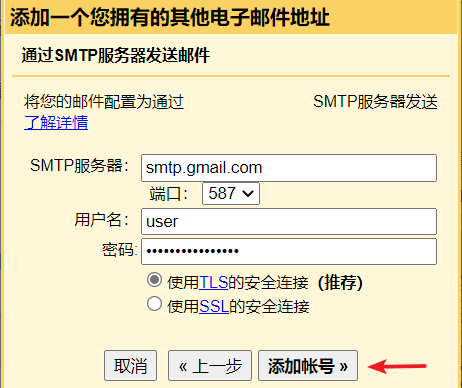 添加一个您拥有的其他电子邮件地址
通过SMTP服务器发送邮件
将您的邮件配置为通过 SMTP服务器发送
了解详情
SMTP服务器： smtp.gmail.com
端口： 587
用户名： user
密码: ••••••••••••••••
使用TLS的安全连接（推荐）
使用SSL的安全连接
取消 « 上一步 添加帐号 »